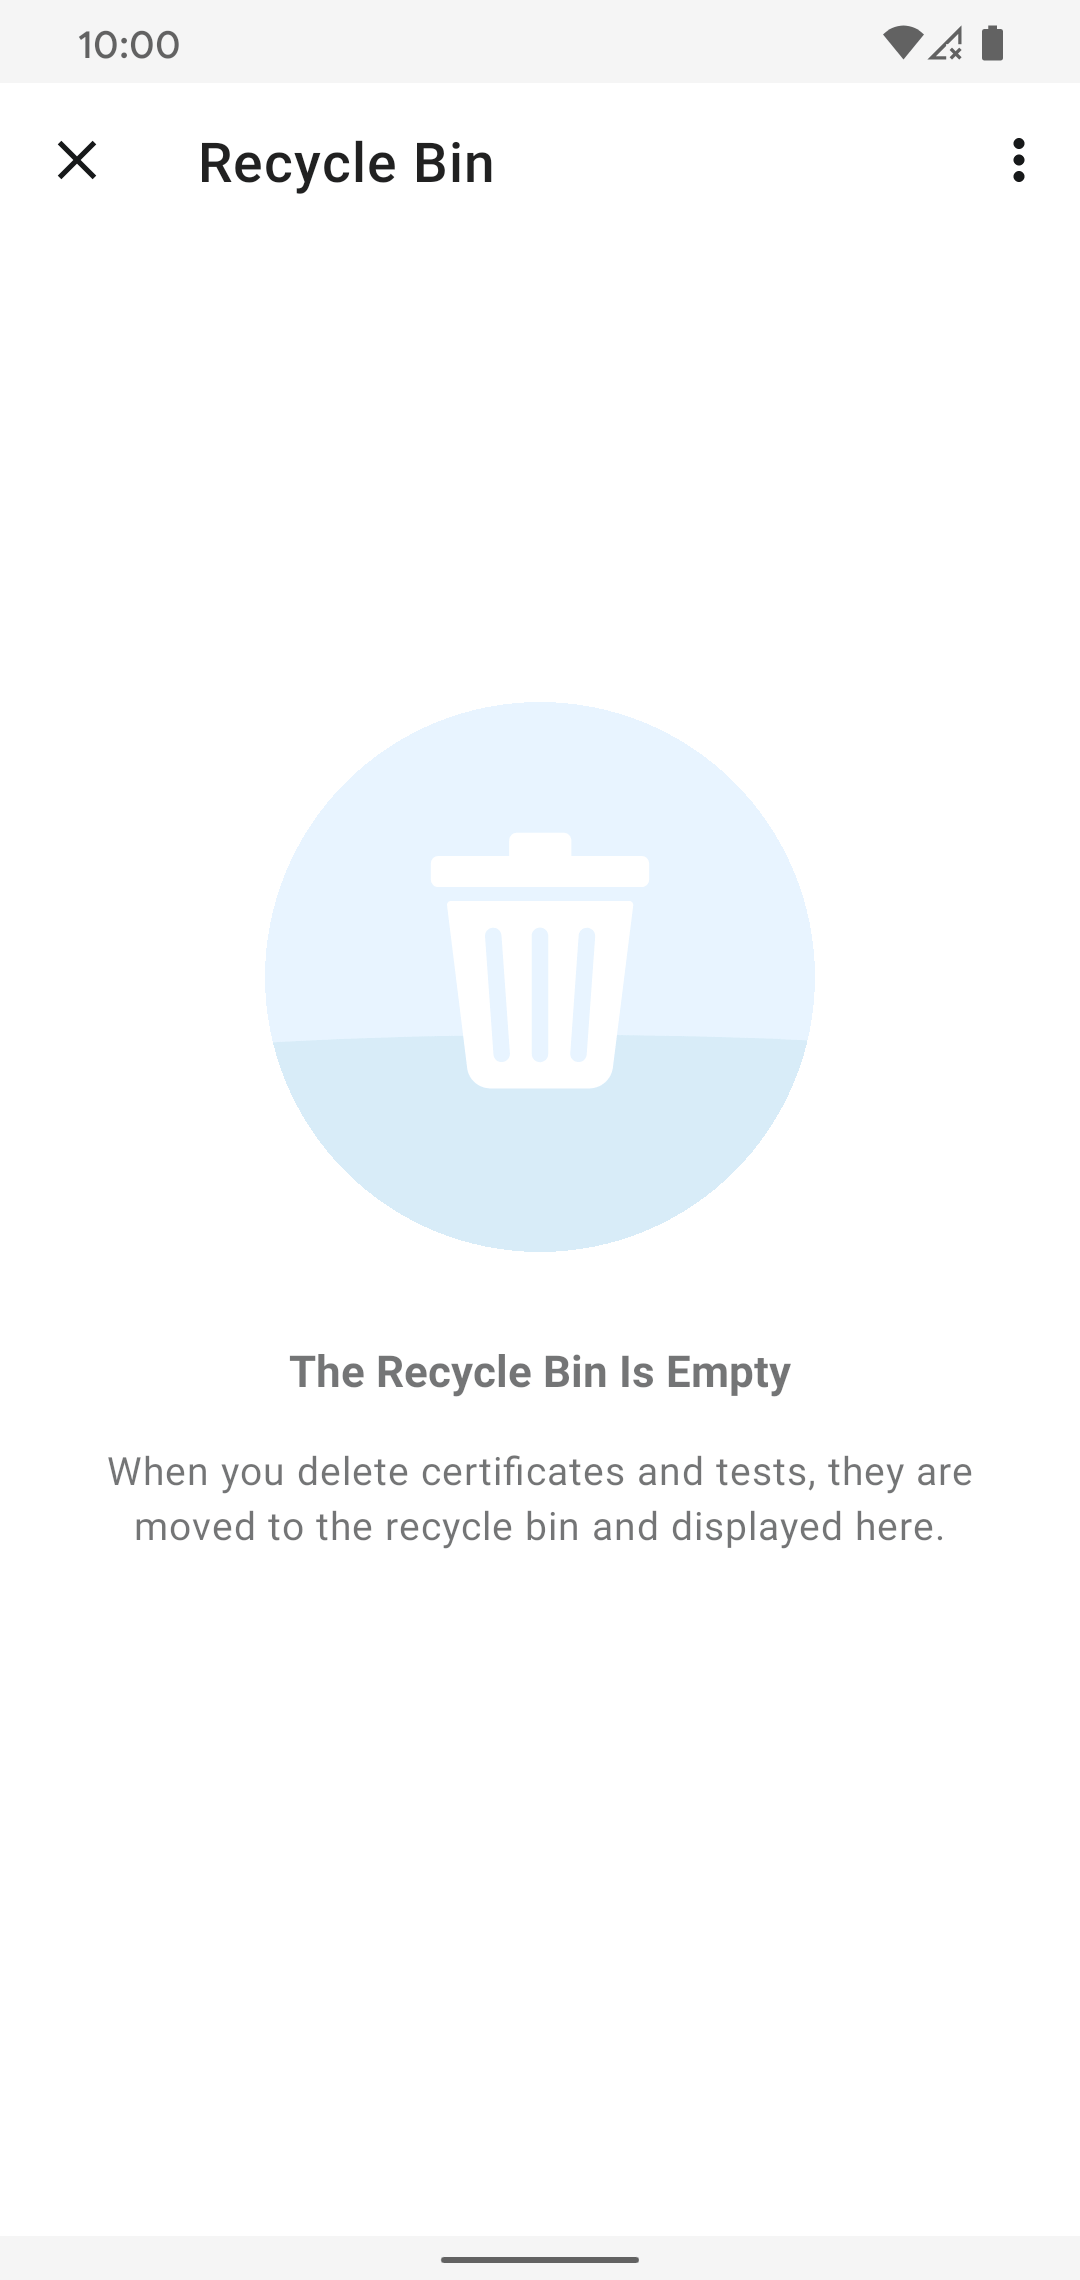 10:00
Recycle Bin
The Recycle Bin Is Empty
When you delete certificates and tests, they are
moved to the recycle bin and displayed here.